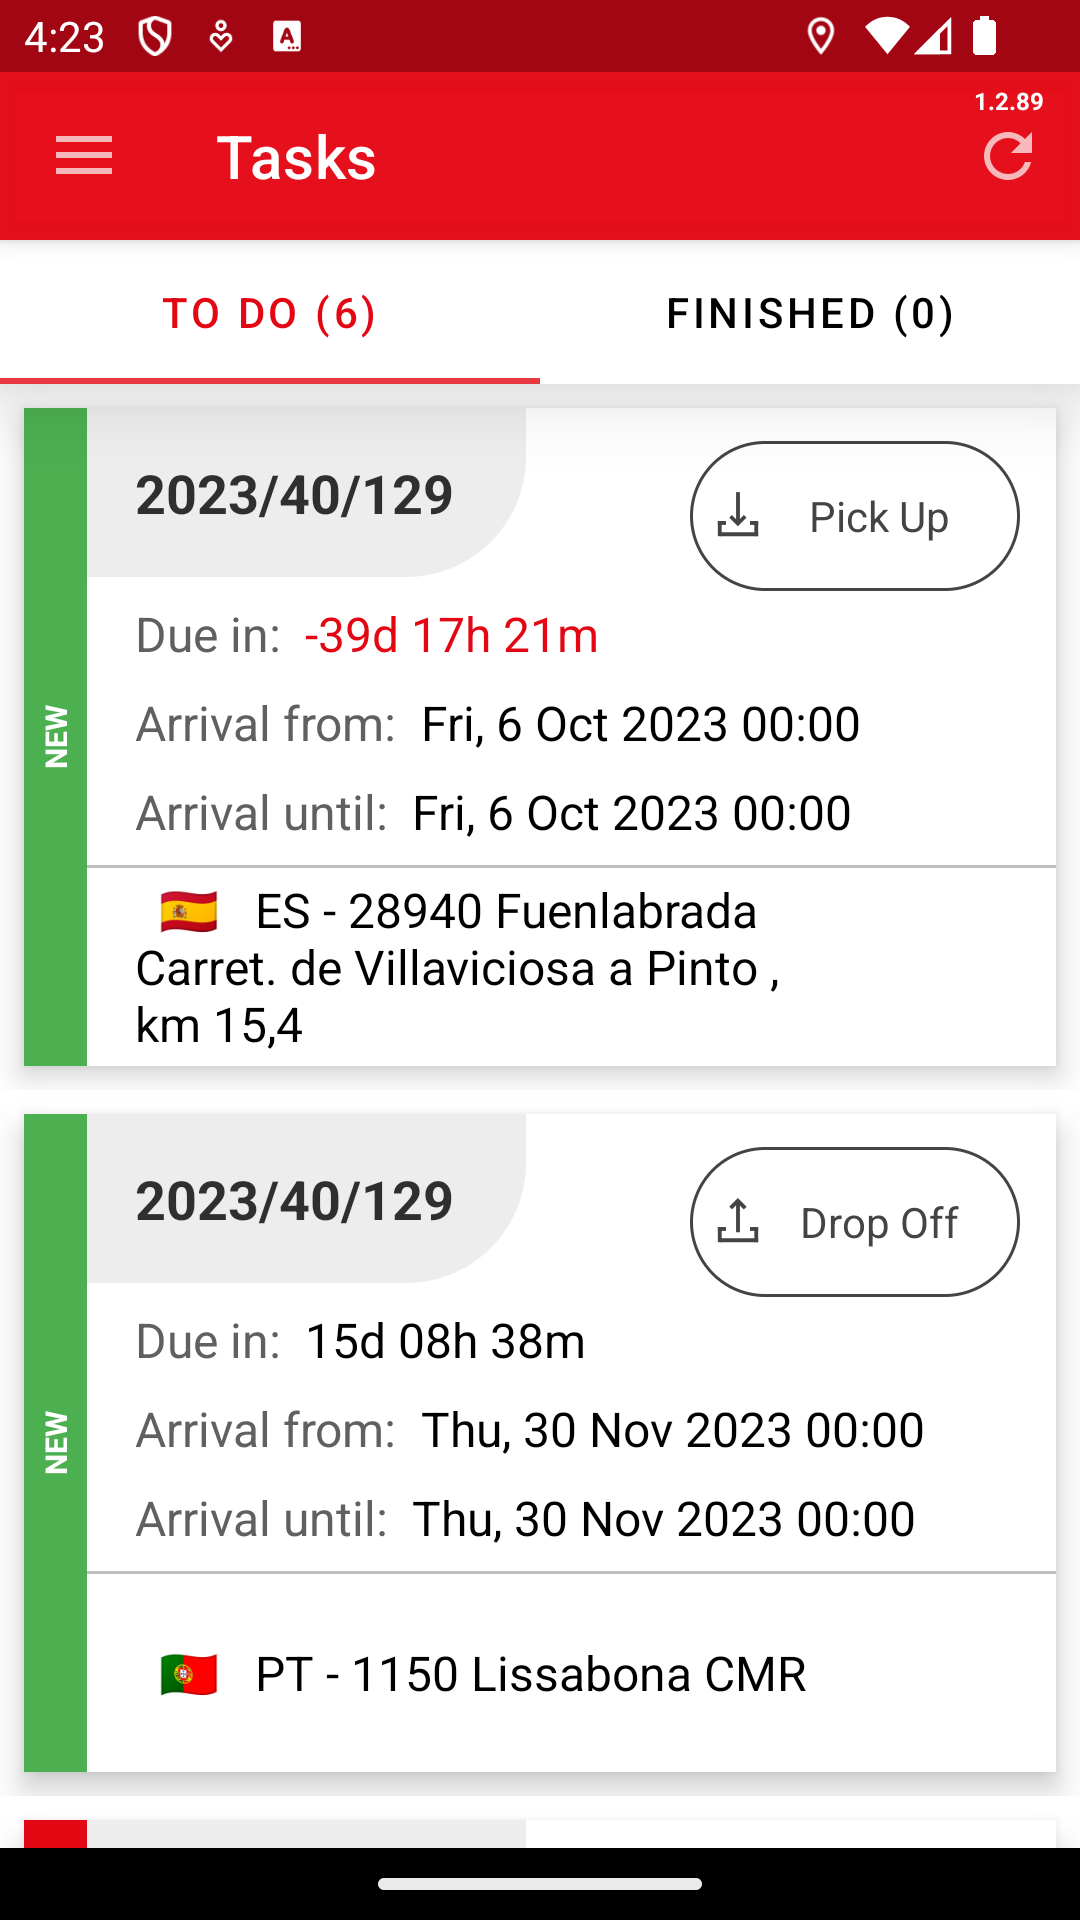 4:23
A
1.2.89
Tasks
TO DO (6)
FINISHED (0)
2023/40/129
Pick Up
Due in: -39d 17h 21m
Arrival from: Fri, 6 Oct 2023 00:00
Arrival until: Fri, 6 Oct 2023 00:00
NEW
ES - 28940 Fuenlabrada
Carret. de Villaviciosa a Pinto ,
km 15,4
2023/40/129
Drop Off
Due in: 15d 08h 38m
Arrival from: Thu, 30 Nov 2023 00:00
Arrival until: Thu, 30 Nov 2023 00:00
NEW
PT - 1150 Lissabona CMR